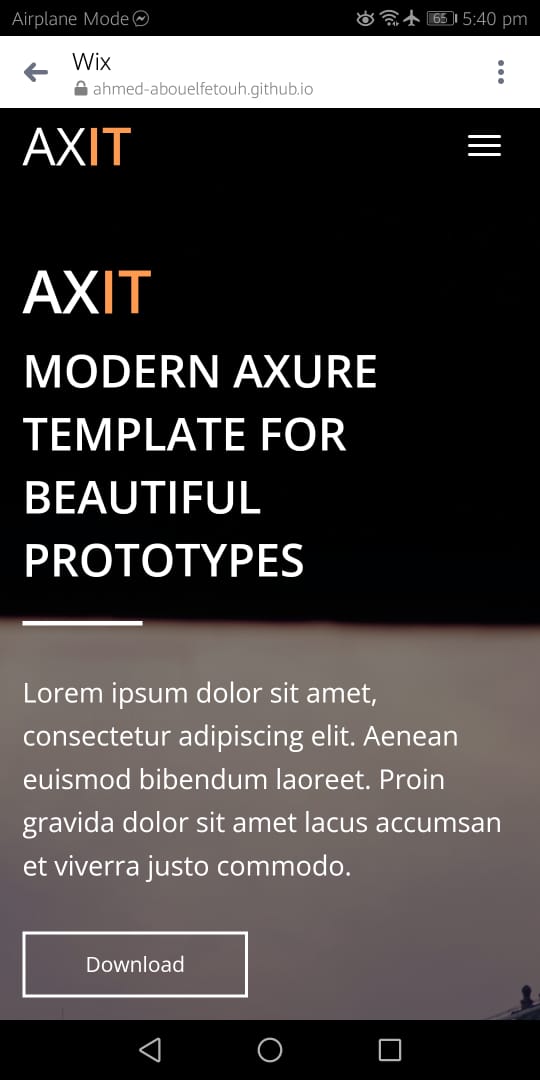 Airplane Mode 65 5:40 pm
Wix
ahmed-abouelfetouh.github.io
AXIT
AXIT
MODERN AXURE
TEMPLATE FOR
BEAUTIFUL
PROTOTYPES
Lorem ipsum dolor sit amet,
consectetur adipiscing elit. Aenean
euismod bibendum laoreet. Proin
gravida dolor sit amet lacus accumsan
et viverra justo commodo.
Download